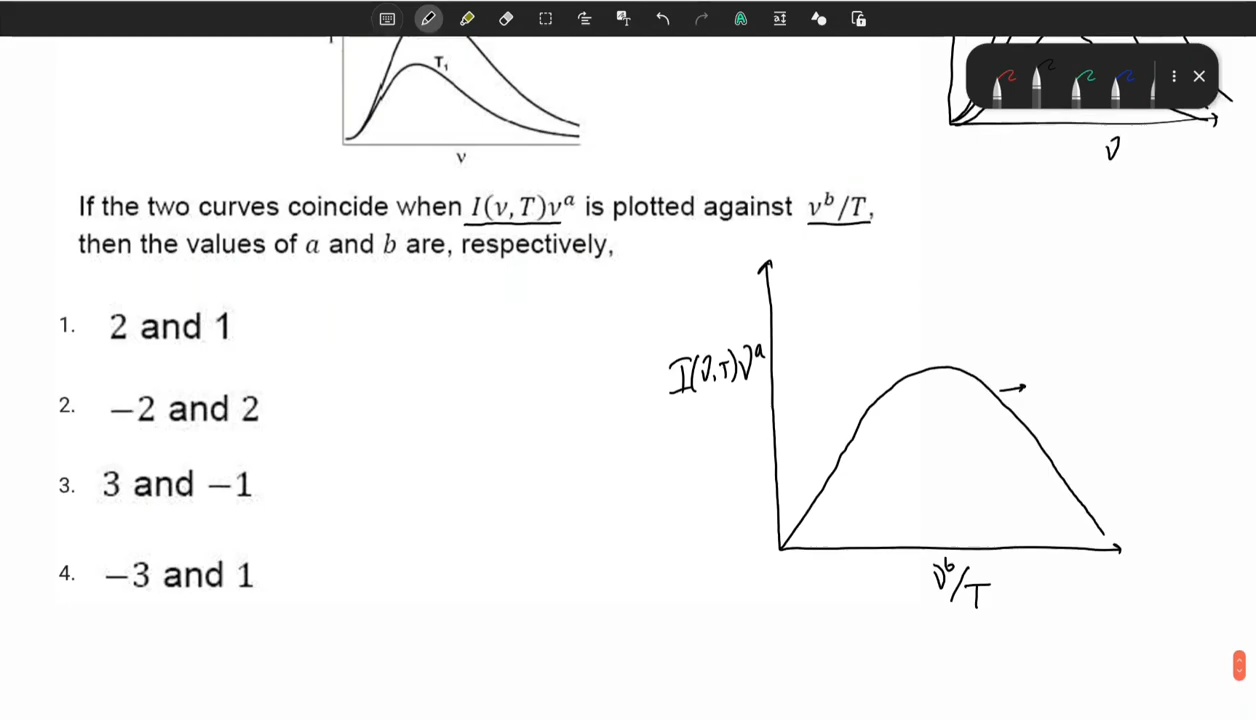 T₁
ν
ν
If the two curves coincide when I(ν, T)νᵃ is plotted against νᵇ/T,
then the values of a and b are, respectively,
1. 2 and 1
2. −2 and 2
3. 3 and −1
4. −3 and 1
I(ν,T)νᵃ
νᵇ/T